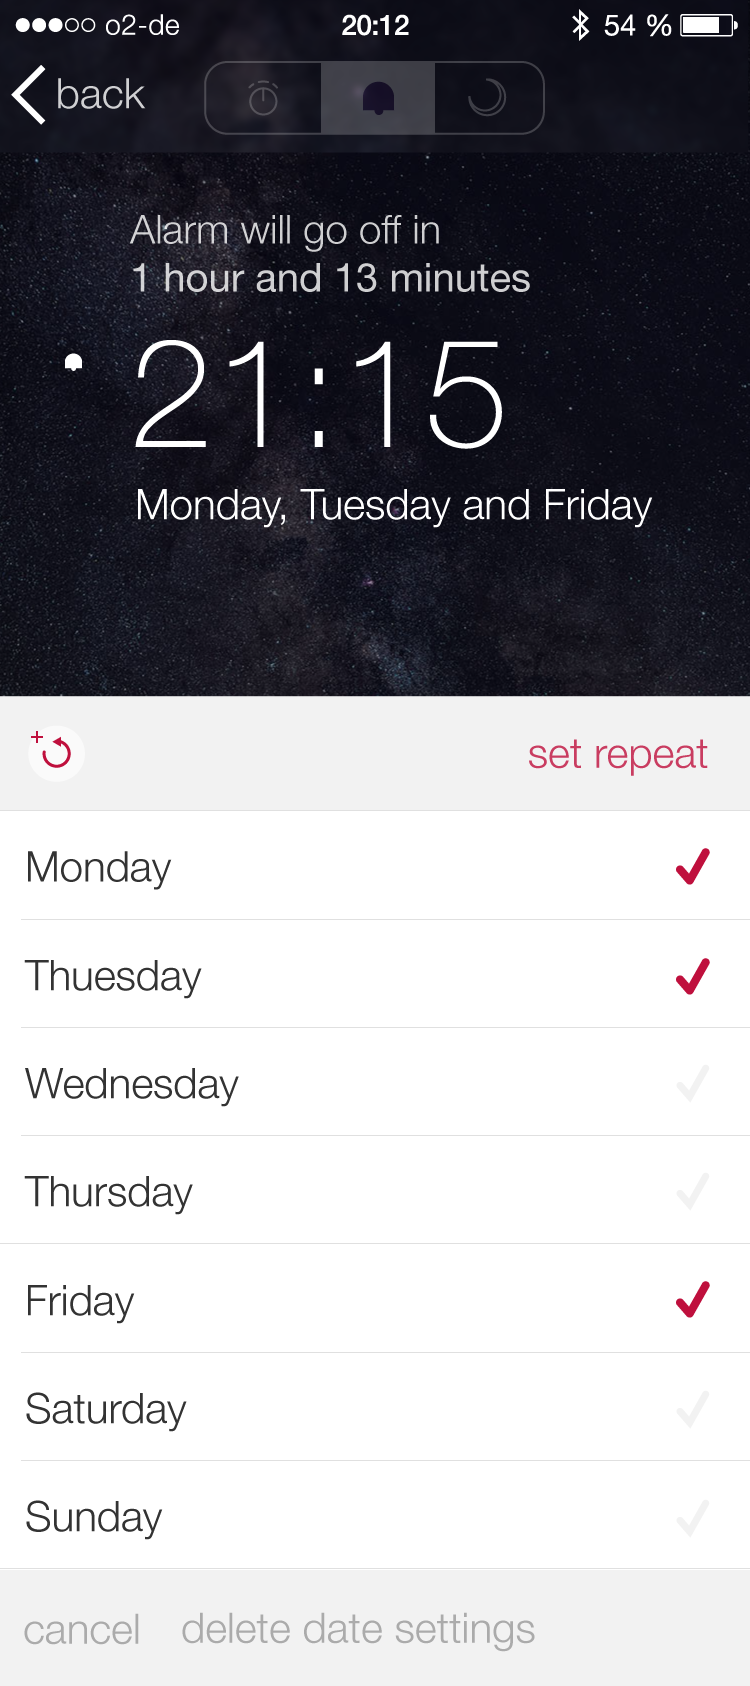 o2-de 20:12 54 %
back
Alarm will go off in
1 hour and 13 minutes
21:15
Monday, Tuesday and Friday
set repeat
Monday
Thuesday
Wednesday
Thursday
Friday
Saturday
Sunday
cancel delete date settings